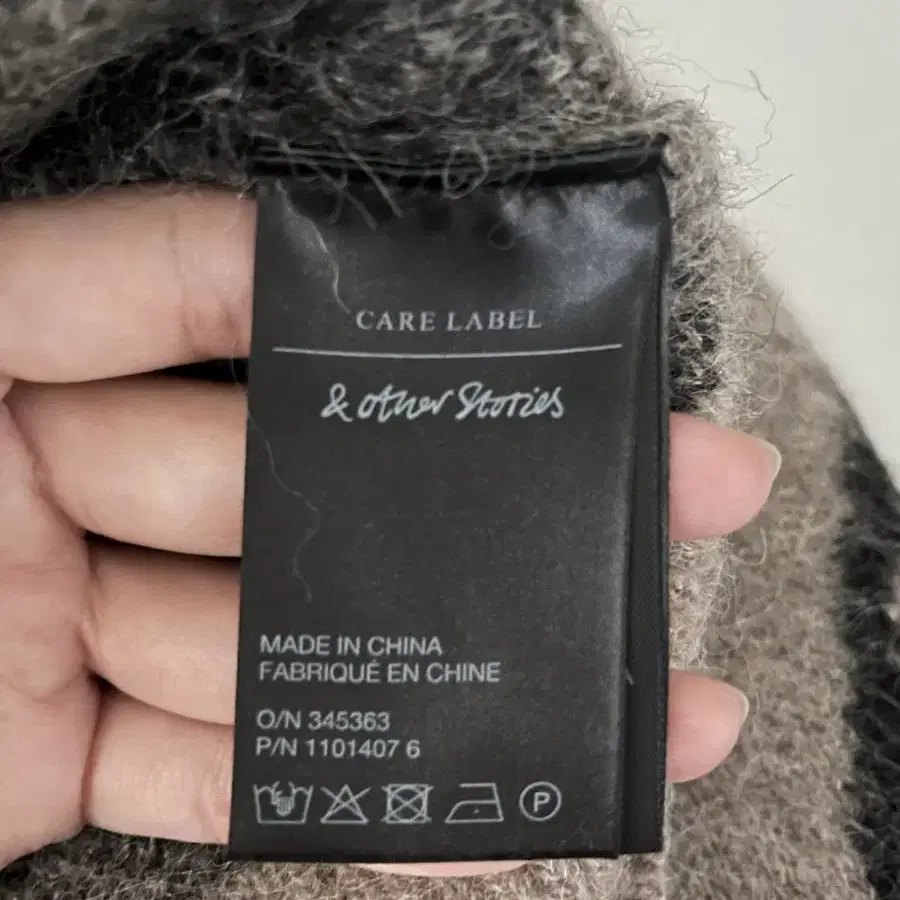 CARE LABEL
& other Stories
MADE IN CHINA
FABRIQUÉ EN CHINE
O/N 345363
P/N 1101407 6
P